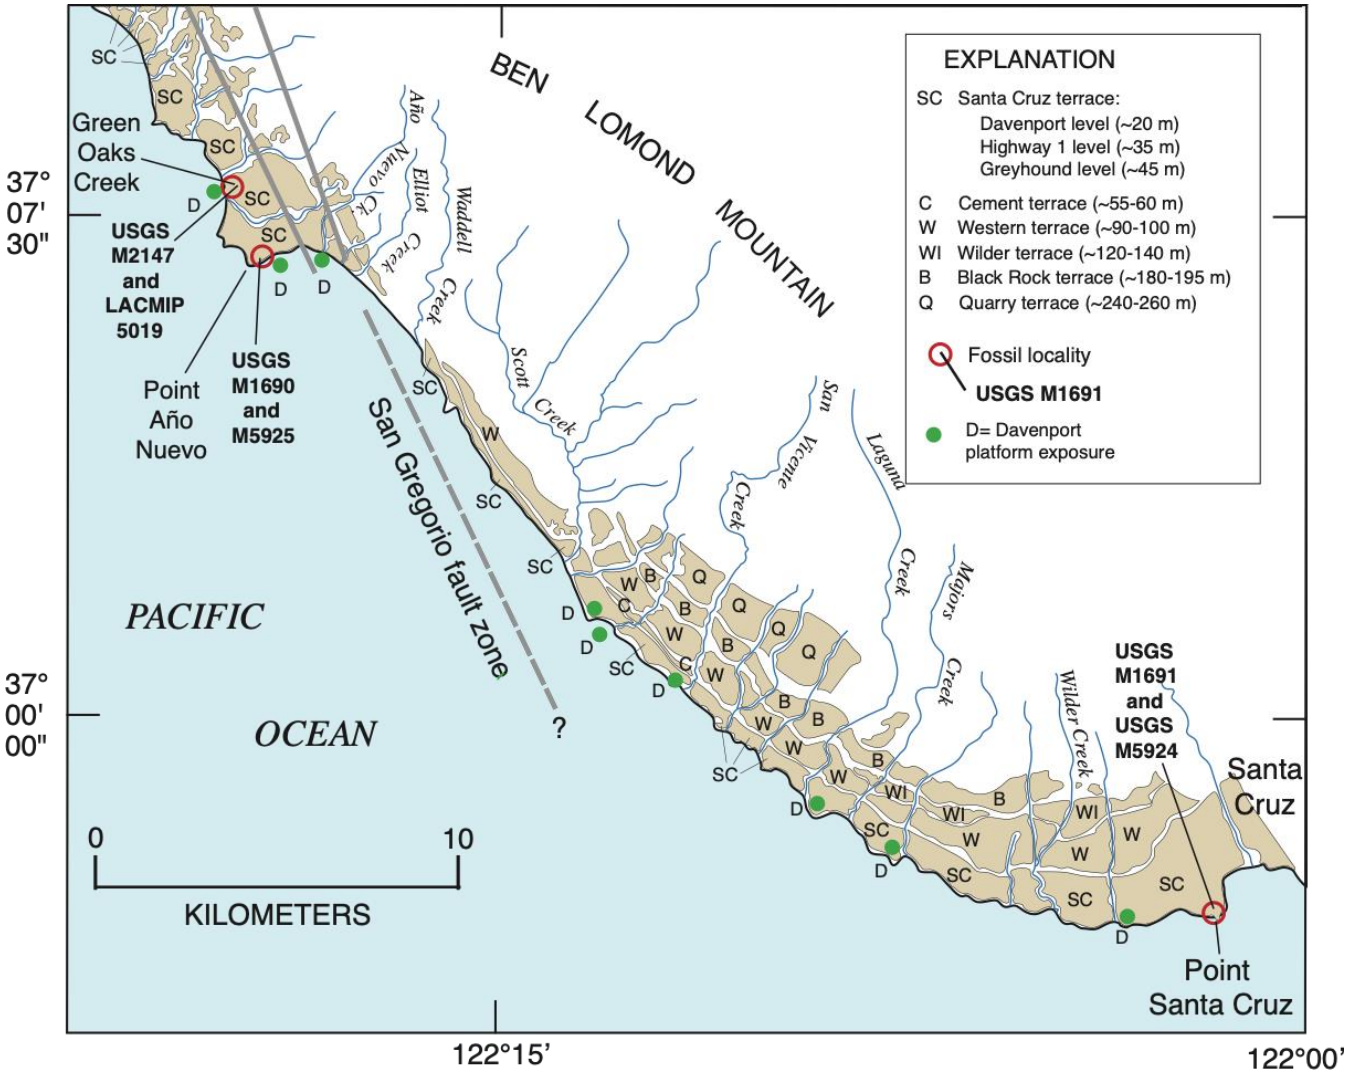 BEN LOMOND MOUNTAIN
EXPLANATION
SC Santa Cruz terrace:
Davenport level (~20 m)
Highway 1 level (~35 m)
Greyhound level (~45 m)
C Cement terrace (~55-60 m)
W Western terrace (~90-100 m)
WI Wilder terrace (~120-140 m)
B Black Rock terrace (~180-195 m)
Q Quarry terrace (~240-260 m)
Fossil locality
USGS M1691
D= Davenport
platform exposure
SC
SC
SC
SC
SC
Green
Oaks
Creek
D
37°
07'
30"
USGS
M2147
and
LACMIP
5019
D
D
Point
Año
Nuevo
USGS
M1690
and
M5925
Año Nuevo Ck.
Elliot Creek
Waddell Creek
Scott Creek
San Vicente Creek
Laguna Creek
Majors Creek
Wilder Creek
San Gregorio fault zone
?
SC
W
SC
SC
W
B
Q
C
B
Q
D
W
B
Q
Q
D
SC
C
W
D
B
B
W
W
SC
W
B
D
WI
WI
B
WI
SC
W
W
W
D
SC
SC
SC
D
PACIFIC
OCEAN
37°
00'
00"
USGS
M1691
and
USGS
M5924
Santa
Cruz
Point
Santa Cruz
0 10
KILOMETERS
122°15' 122°00'